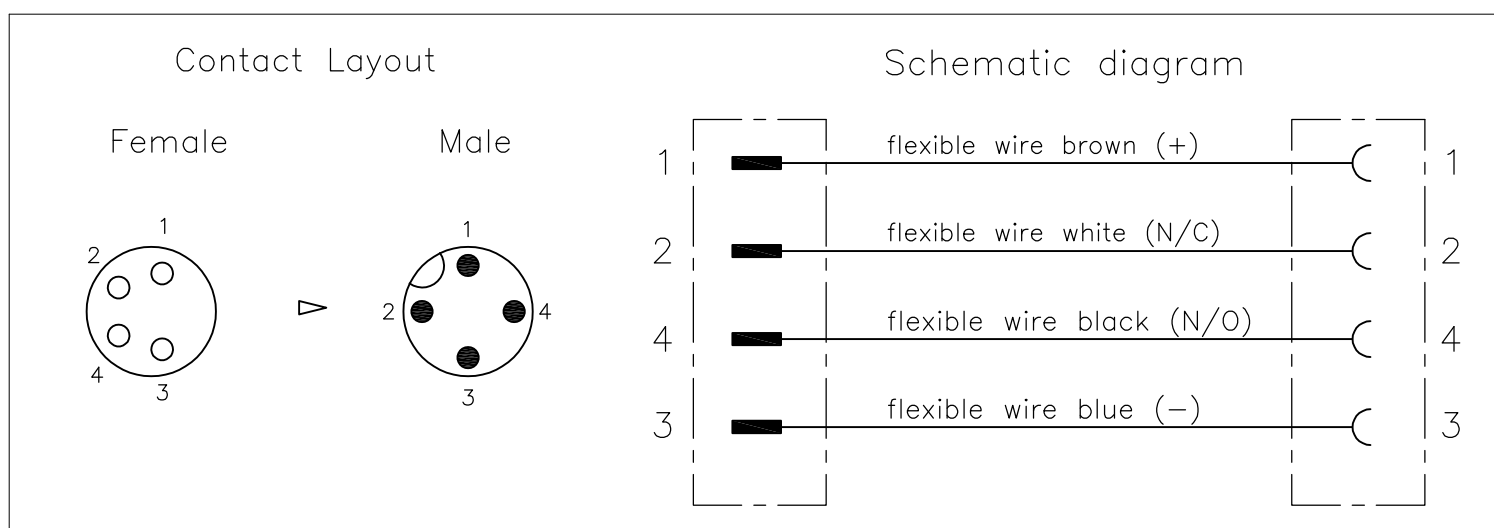 Contact Layout
Female
Male
1
2
4
3
1
2
4
3
Schematic diagram
1 flexible wire brown (+) 1
2 flexible wire white (N/C) 2
4 flexible wire black (N/O) 4
3 flexible wire blue (-) 3